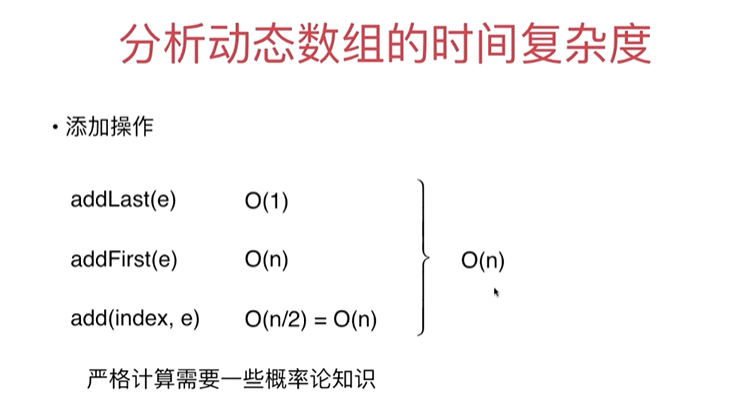 分析动态数组的时间复杂度
• 添加操作
addLast(e) O(1)
addFirst(e) O(n)
O(n)
add(index, e) O(n/2) = O(n)
严格计算需要一些概率论知识